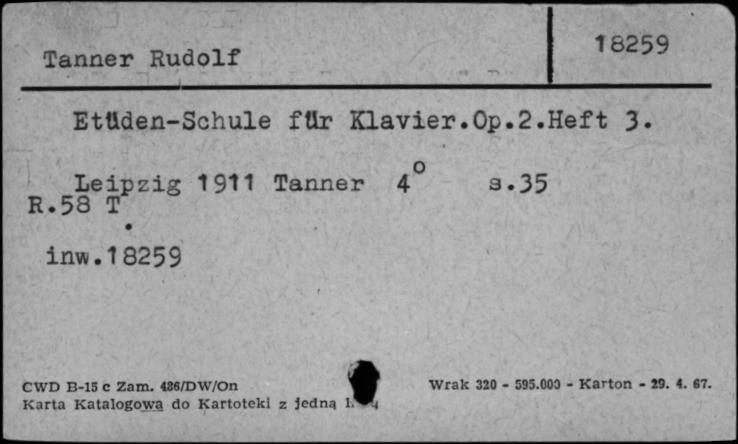 Tanner Rudolf
18259
Etüden-Schule für Klavier.Op.2.Heft 3.
Leipzig 1911 Tanner 4° s.35
R.58 T
inw.18259
CWD B-15 c Zam. 486/DW/On
Wrak 320 - 595.000 - Karton - 29. 4. 67.
Karta Katalogowa do Kartoteki z jedną